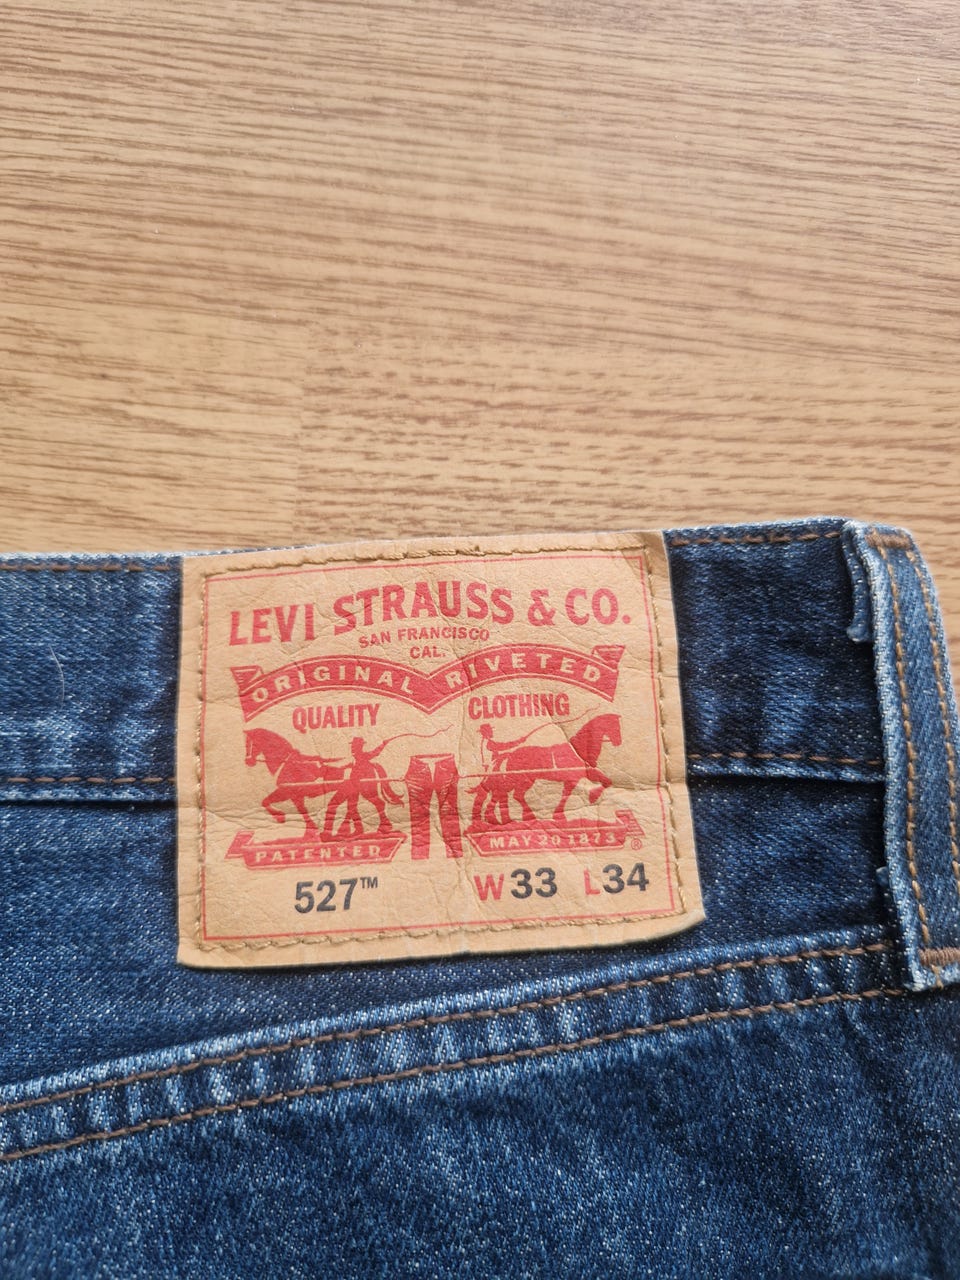 LEVI STRAUSS & CO.
SAN FRANCISCO
CAL.
ORIGINAL RIVETED
QUALITY CLOTHING
PATENTED MAY 20 1873 ®
527™ W33 L34